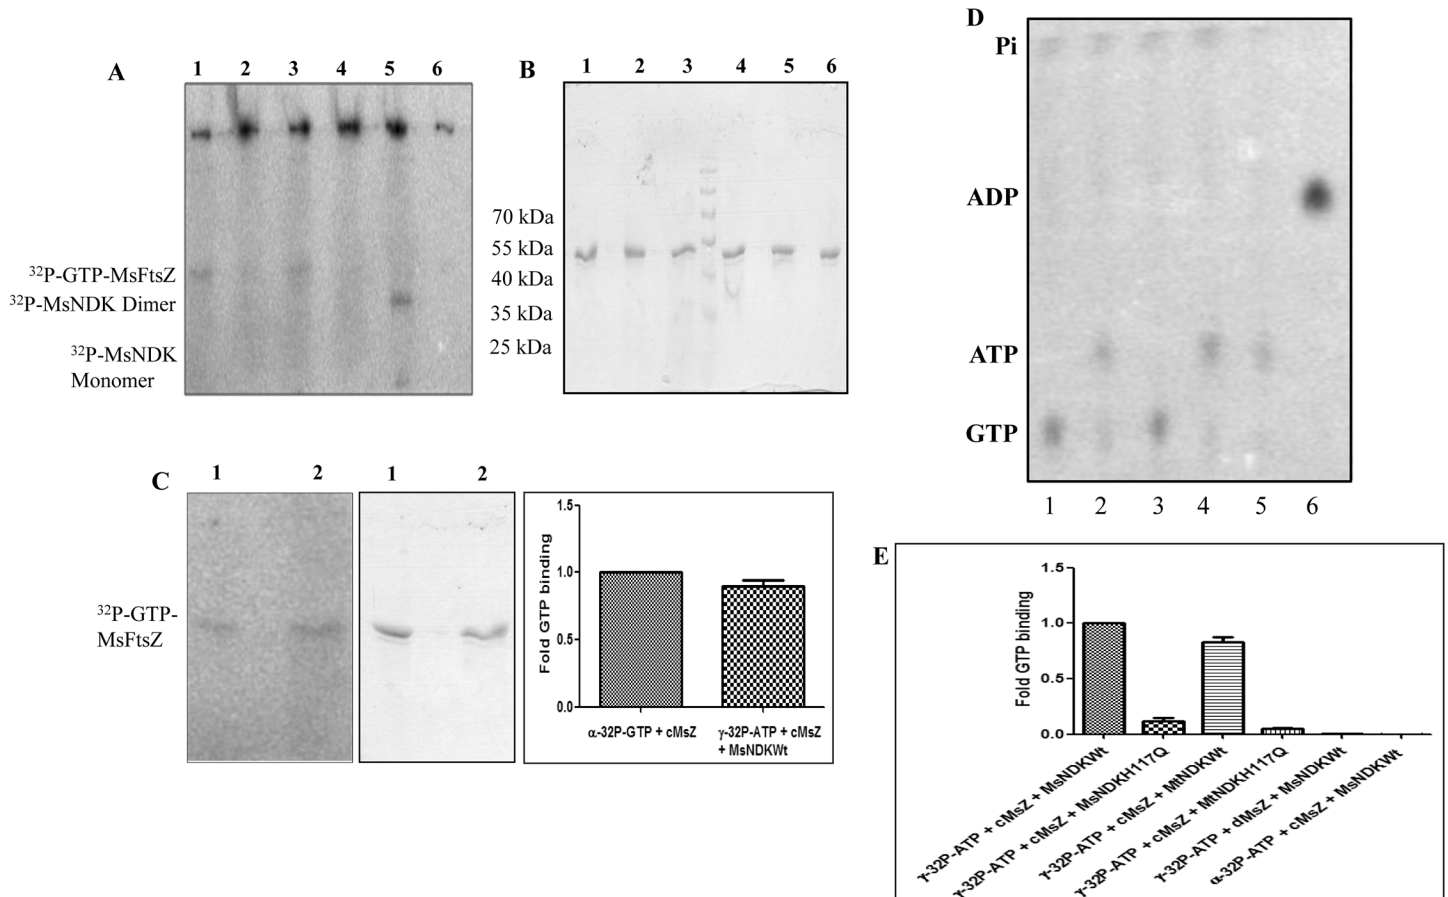 A
1 2 3 4 5 6
³²P-GTP-MsFtsZ
³²P-MsNDK Dimer
³²P-MsNDK
Monomer
B
1 2 3 4 5 6
70 kDa
55 kDa
40 kDa
35 kDa
25 kDa
C
1 2
1 2
³²P-GTP-
MsFtsZ
Fold GTP binding
1.5
1.0
0.5
0.0
α-32P-GTP + cMsZ
γ-32P-ATP + cMsZ
+ MsNDKWt
D
Pi
ADP
ATP
GTP
1 2 3 4 5 6
E
Fold GTP binding
1.5
1.0
0.5
0.0
γ-32P-ATP + cMsZ + MsNDKWt
γ-32P-ATP + cMsZ + MsNDKH117Q
γ-32P-ATP + cMsZ + MtNDKWt
γ-32P-ATP + cMsZ + MtNDKH117Q
γ-32P-ATP + dMsZ + MsNDKWt
α-32P-ATP + cMsZ + MsNDKWt